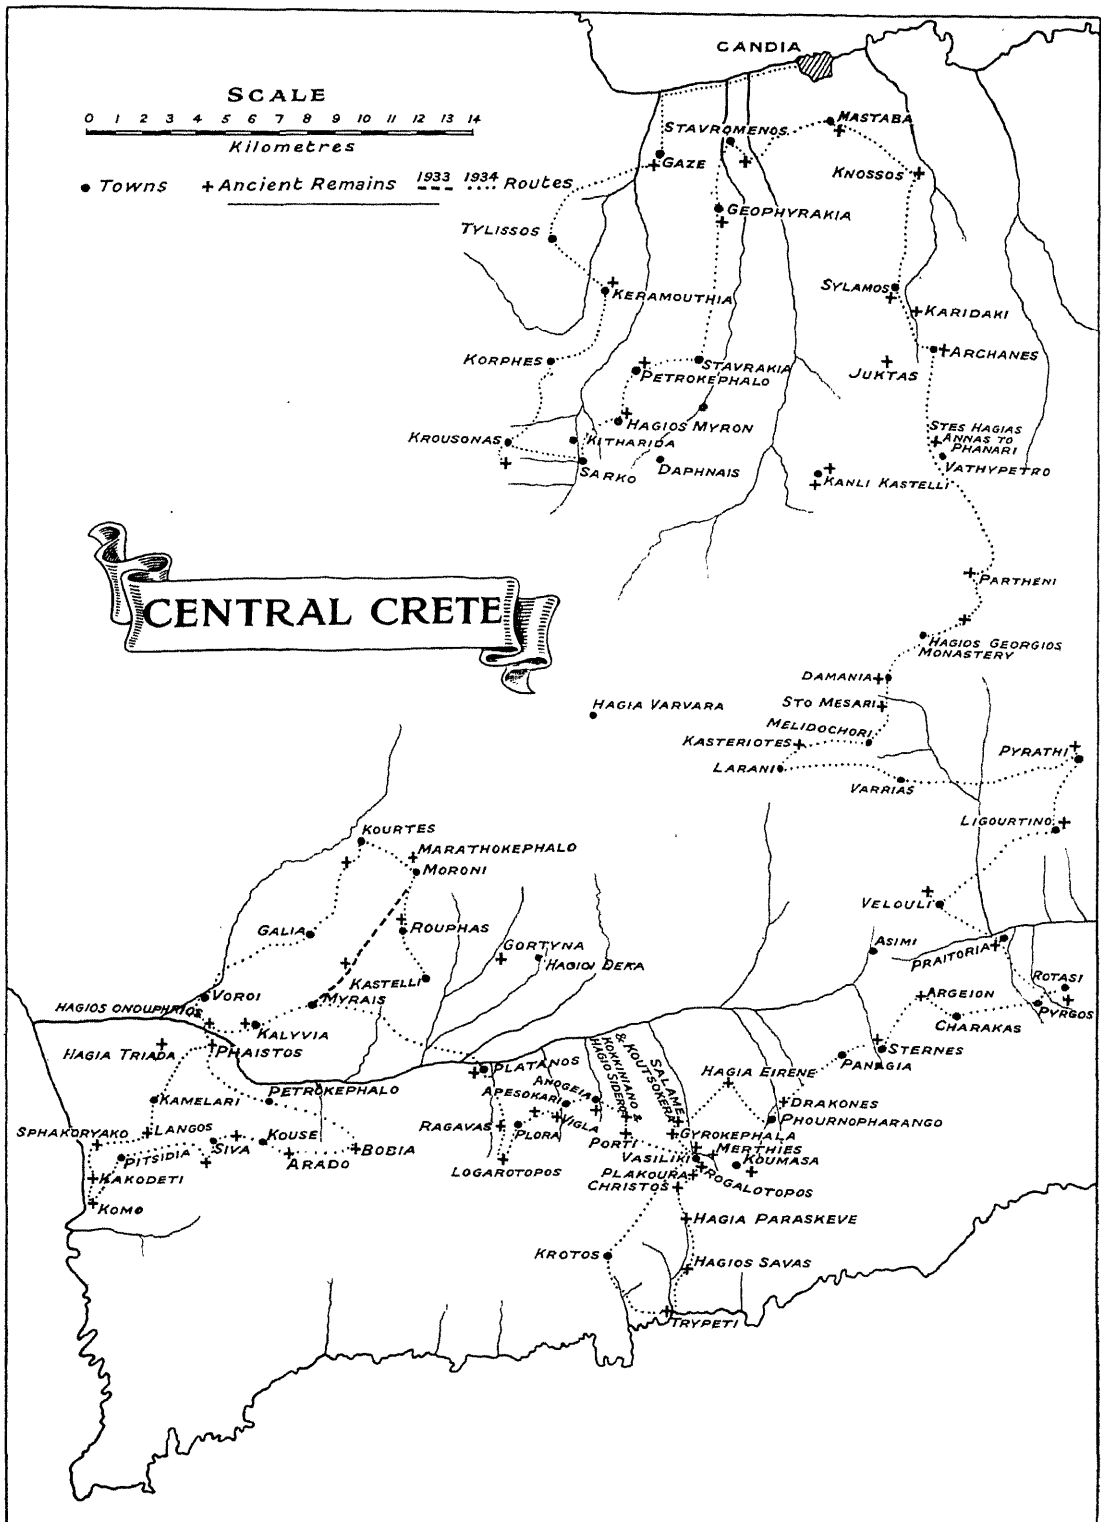 CANDIA
SCALE
0 1 2 3 4 5 6 7 8 9 10 11 12 13 14
Kilometres
Towns
Ancient Remains
1933 1934 Routes
STAVROMENOS
MASTABA
GAZE
KNOSSOS
GEOPHYRAKIA
TYLISSOS
KERAMOUTHIA
SYLAMOS
KARIDAKI
ARCHANES
JUKTAS
KORPHES
STAVRAKIA
PETROKEPHALO
HAGIOS MYRON
STES HAGIAS
ANNAS TO
PHANARI
KROUSONAS
KITHARIDA
VATHYPETRO
SARKO
DAPHNAIS
KANLI KASTELLI
CENTRAL CRETE
PARTHENI
HAGIOS GEORGIOS
MONASTERY
DAMANIA
STO MESARI
HAGIA VARVARA
MELIDOCHORI
KASTERIOTES
PYRATHI
LARANI
VARRIAS
LIGOURTINO
KOURTES
MARATHOKEPHALO
MORONI
VELOULI
GALIA
ROUPHAS
GORTYNA
HAGIOI DEKA
ASIMI
PRAITORIA
KASTELLI
ROTASI
VOROI
MYRAIS
ARGEION
PYRGOS
HAGIOS ONOUPHRIOS
KALYVIA
CHARAKAS
HAGIA TRIADA
PHAISTOS
STERNES
PANAGIA
KOKKINIANO &
HAGIO SIDERO
& KOUTSOKERA
SALAME
PLATANOS
HAGIA EIRENE
PETROKEPHALO
ANOGEIA
APESOKARI
DRAKONES
KAMELARI
PHOURNOPHARANGO
RAGAVAS
VIGLA
PLORA
SPHAKORYAKO
LANGOS
KOUSE
PORTI
GYROKEPHALA
SIVA
BOBIA
MERTHIES
PITSIDIA
ARADO
VASILIKI
KOUMASA
LOGAROTOPOS
KAKODETI
PLAKOURA
ROGALOTOPOS
CHRISTOS
KOMO
HAGIA PARASKEVE
KROTOS
HAGIOS SAVAS
TRYPETI